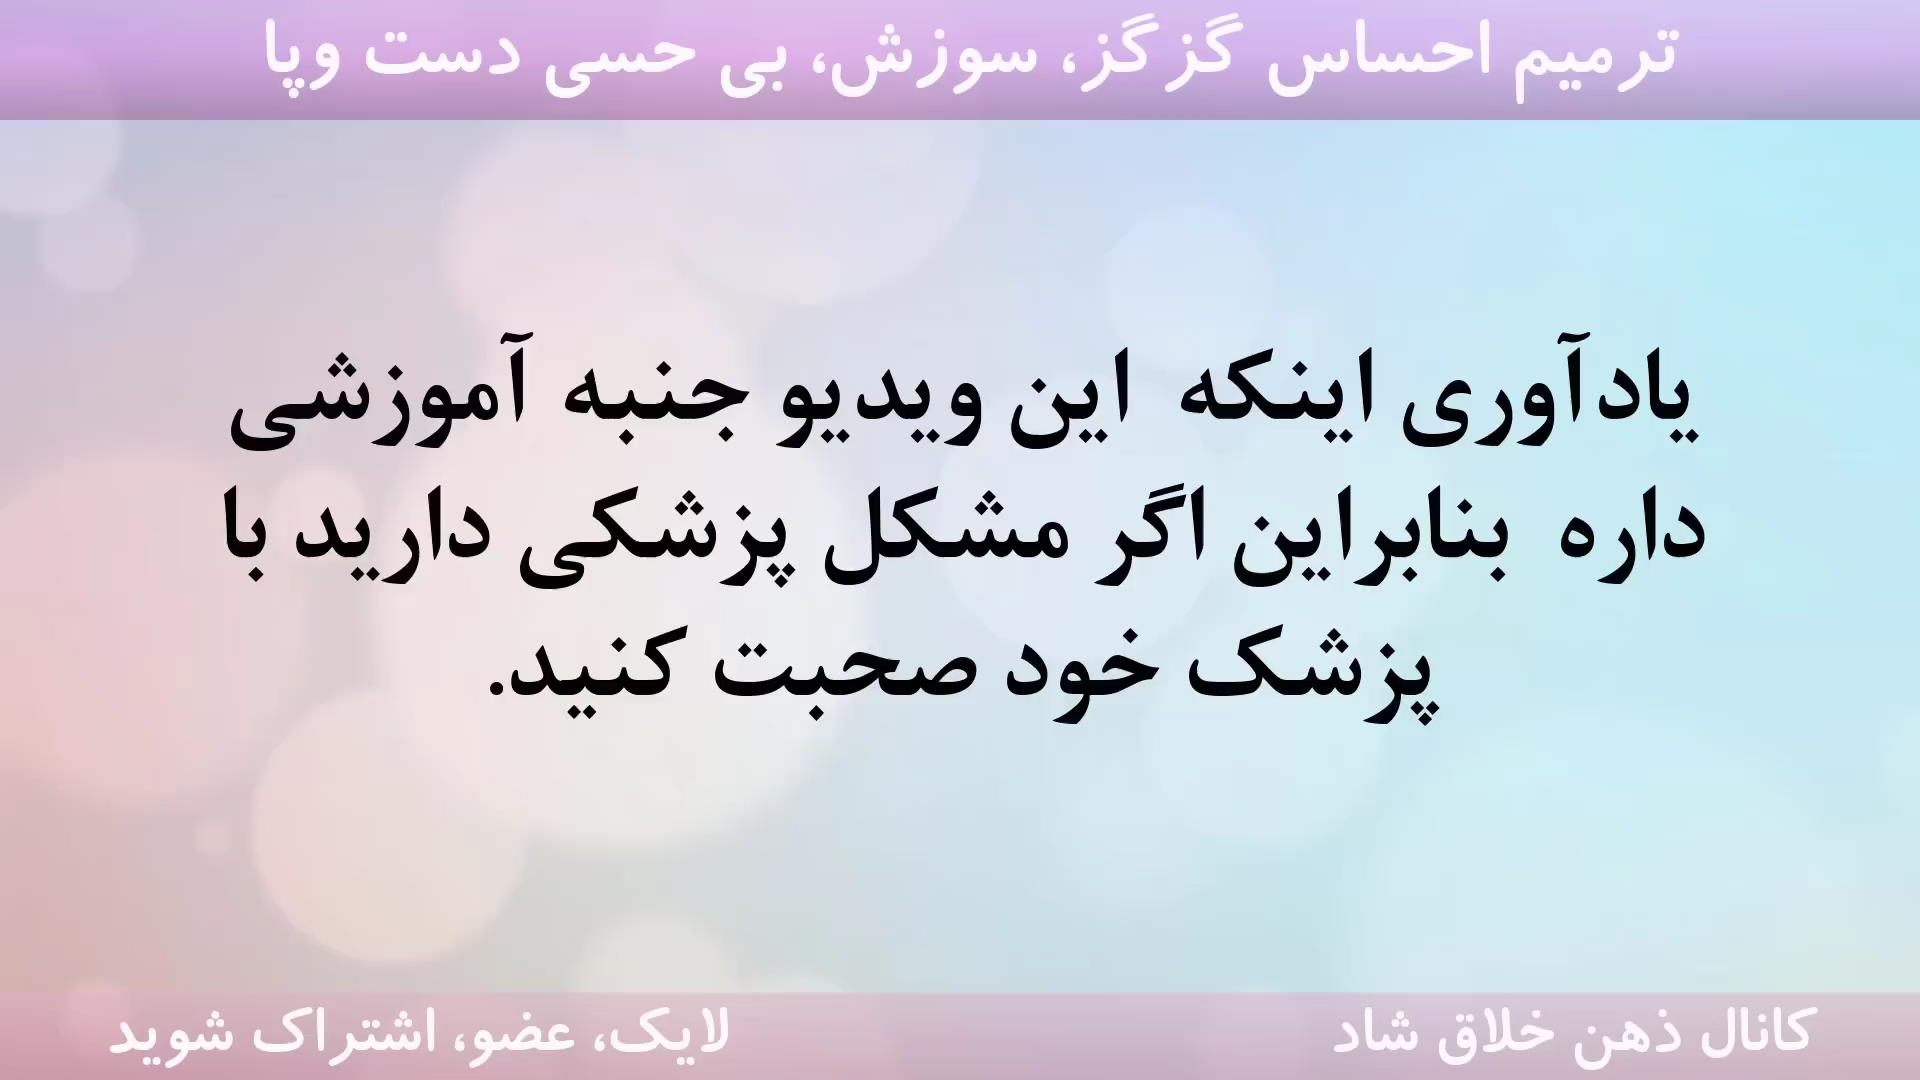 ترمیم احساس گزگز، سوزش، بی حسی دست وپا
یادآوری اینکه این ویدیو جنبه آموزشی
داره بنابراین اگر مشکل پزشکی دارید با
پزشک خود صحبت کنید.
کانال ذهن خلاق شاد
لایک، عضو، اشتراک شوید